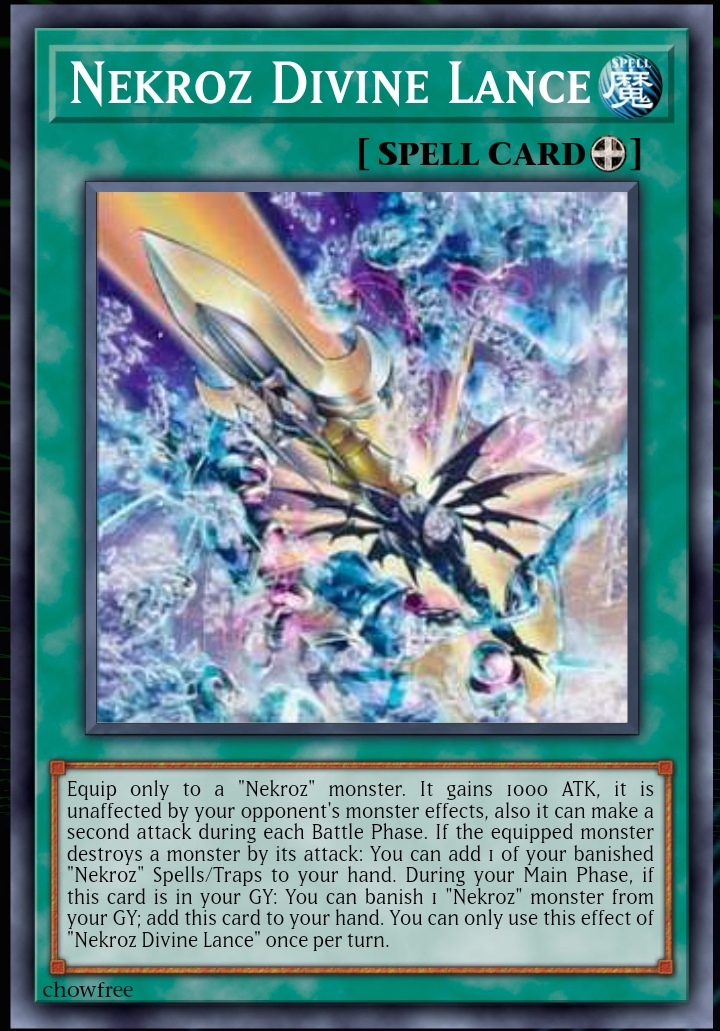 Nekroz Divine Lance
SPELL
魔
[ SPELL CARD ]
Equip only to a "Nekroz" monster. It gains 1000 ATK, it is
unaffected by your opponent's monster effects, also it can make a
second attack during each Battle Phase. If the equipped monster
destroys a monster by its attack: You can add 1 of your banished
"Nekroz" Spells/Traps to your hand. During your Main Phase, if
this card is in your GY: You can banish 1 "Nekroz" monster from
your GY; add this card to your hand. You can only use this effect of
"Nekroz Divine Lance" once per turn.
chowfree